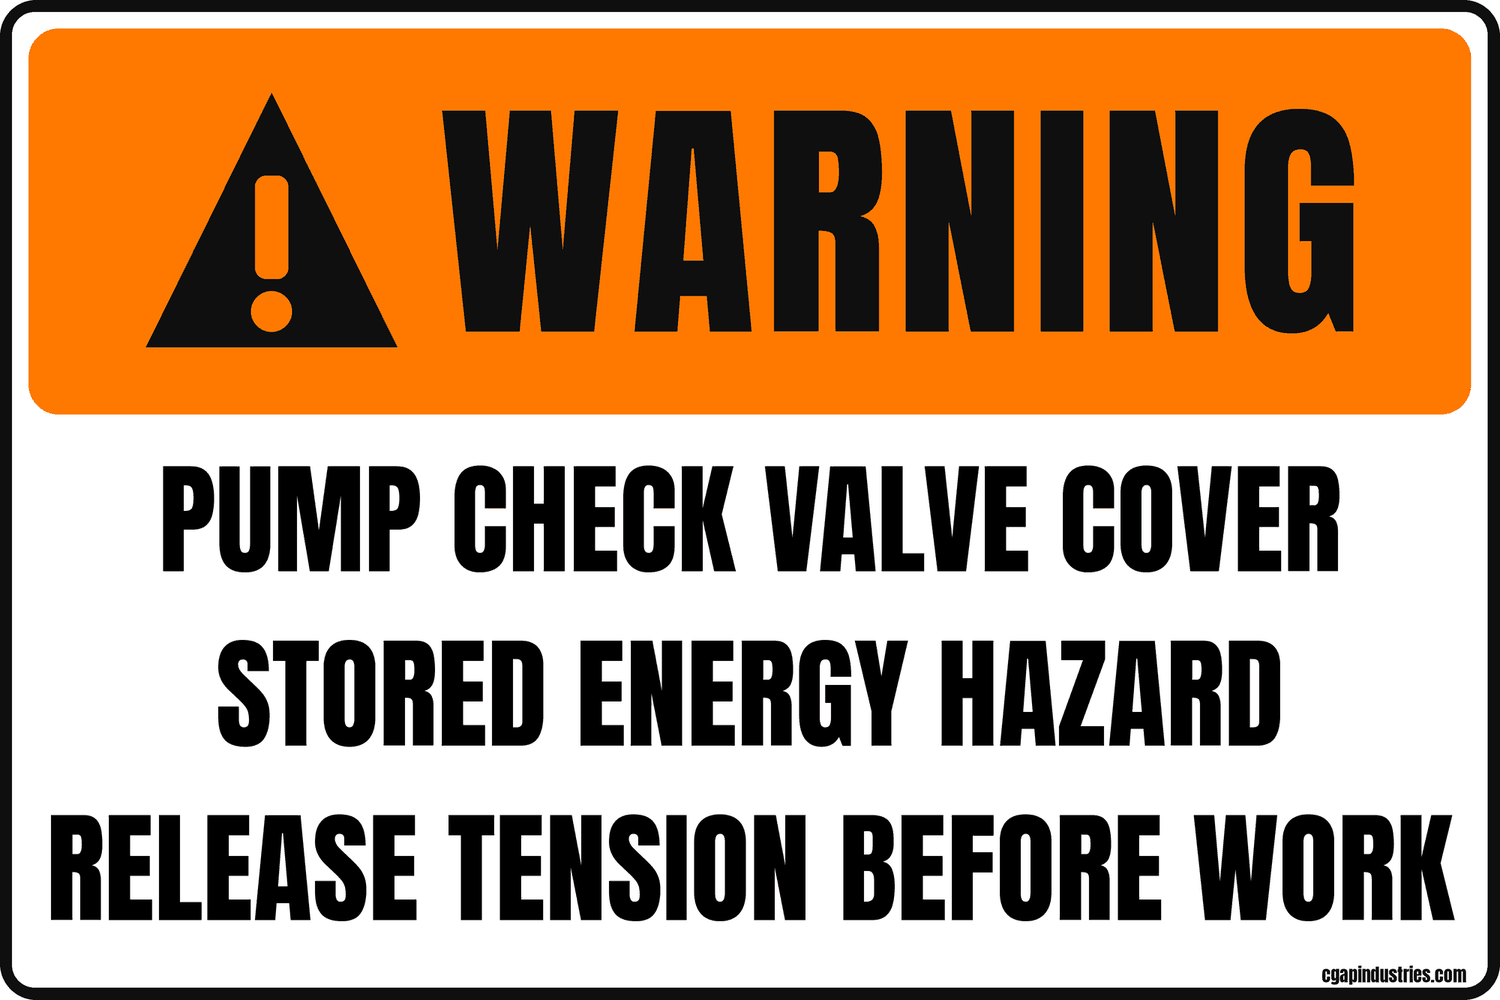 WARNING
PUMP CHECK VALVE COVER
STORED ENERGY HAZARD
RELEASE TENSION BEFORE WORK
cgapindustries.com